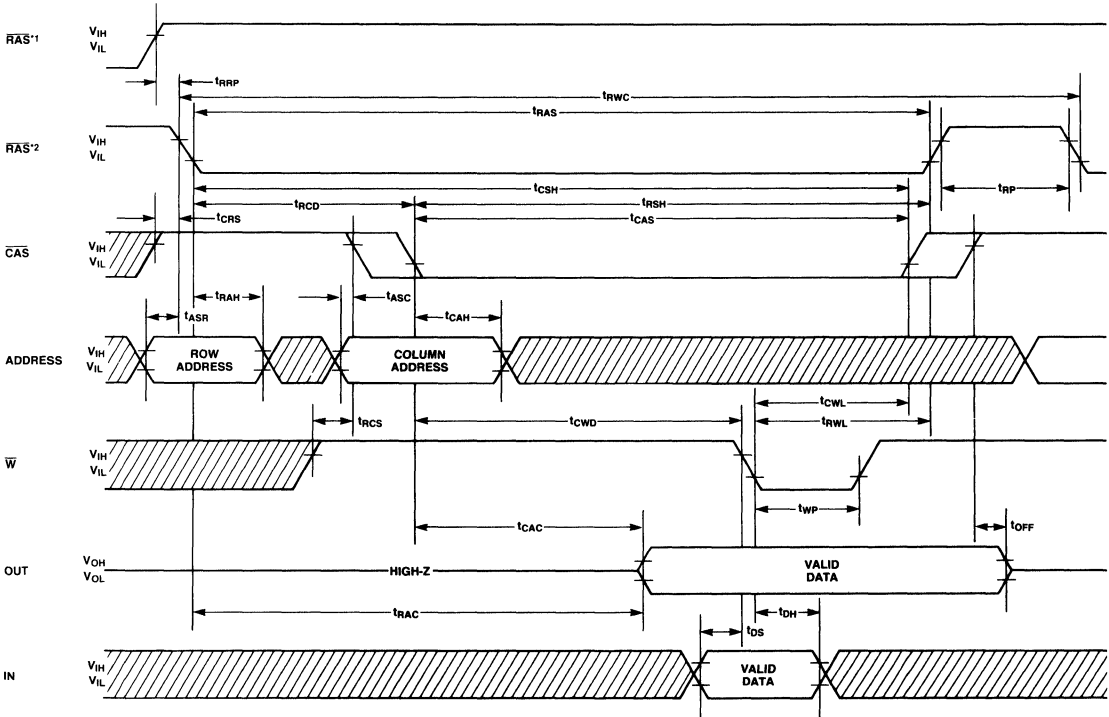 RAS*1 VIH
VIL
tRRP
tRWC
tRAS
RAS*2 VIH
VIL
tRP
tCSH
tRCD tRSH
tCRS tCAS
CAS VIH
VIL
tRAH tASC
tASR tCAH
ADDRESS VIH
VIL
ROW
ADDRESS
COLUMN
ADDRESS
tCWL
tRCS tCWD tRWL
W VIH
VIL
tWP
tCAC tOFF
OUT VOH
VOL
HIGH-Z
VALID
DATA
tRAC tDH
tDS
IN VIH
VIL
VALID
DATA